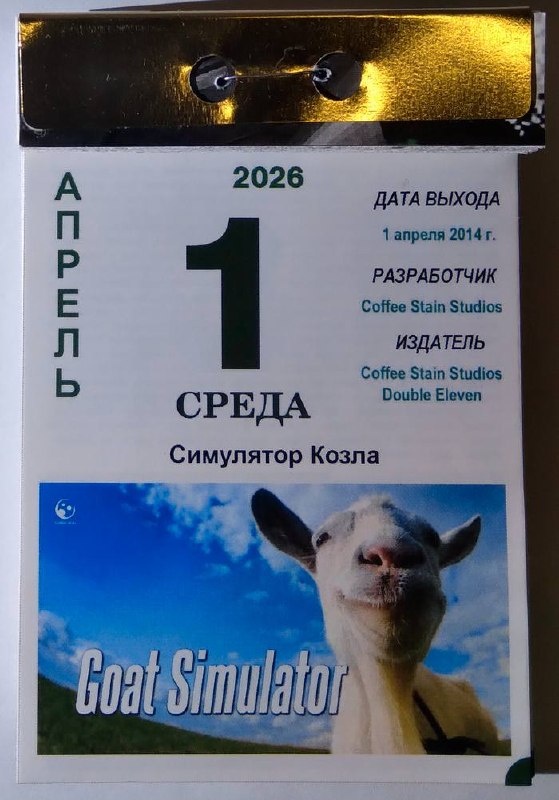 2026
АПРЕЛЬ
1
СРЕДА
ДАТА ВЫХОДА
1 апреля 2014 г.
РАЗРАБОТЧИК
Coffee Stain Studios
ИЗДАТЕЛЬ
Coffee Stain Studios
Double Eleven
Симулятор Козла
Goat Simulator